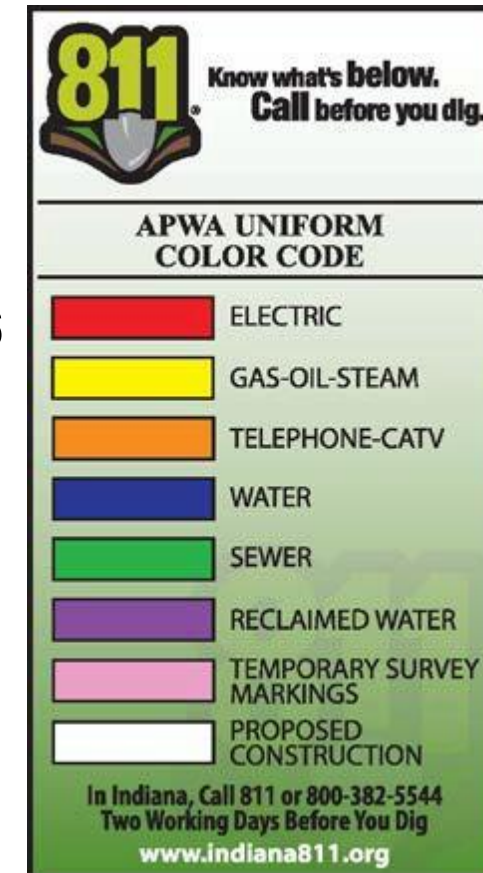 811®
Know what's below.
Call before you dig.
APWA UNIFORM
COLOR CODE
ELECTRIC
GAS-OIL-STEAM
TELEPHONE-CATV
WATER
SEWER
RECLAIMED WATER
TEMPORARY SURVEY
MARKINGS
PROPOSED
CONSTRUCTION
In Indiana, Call 811 or 800-382-5544
Two Working Days Before You Dig
www.indiana811.org